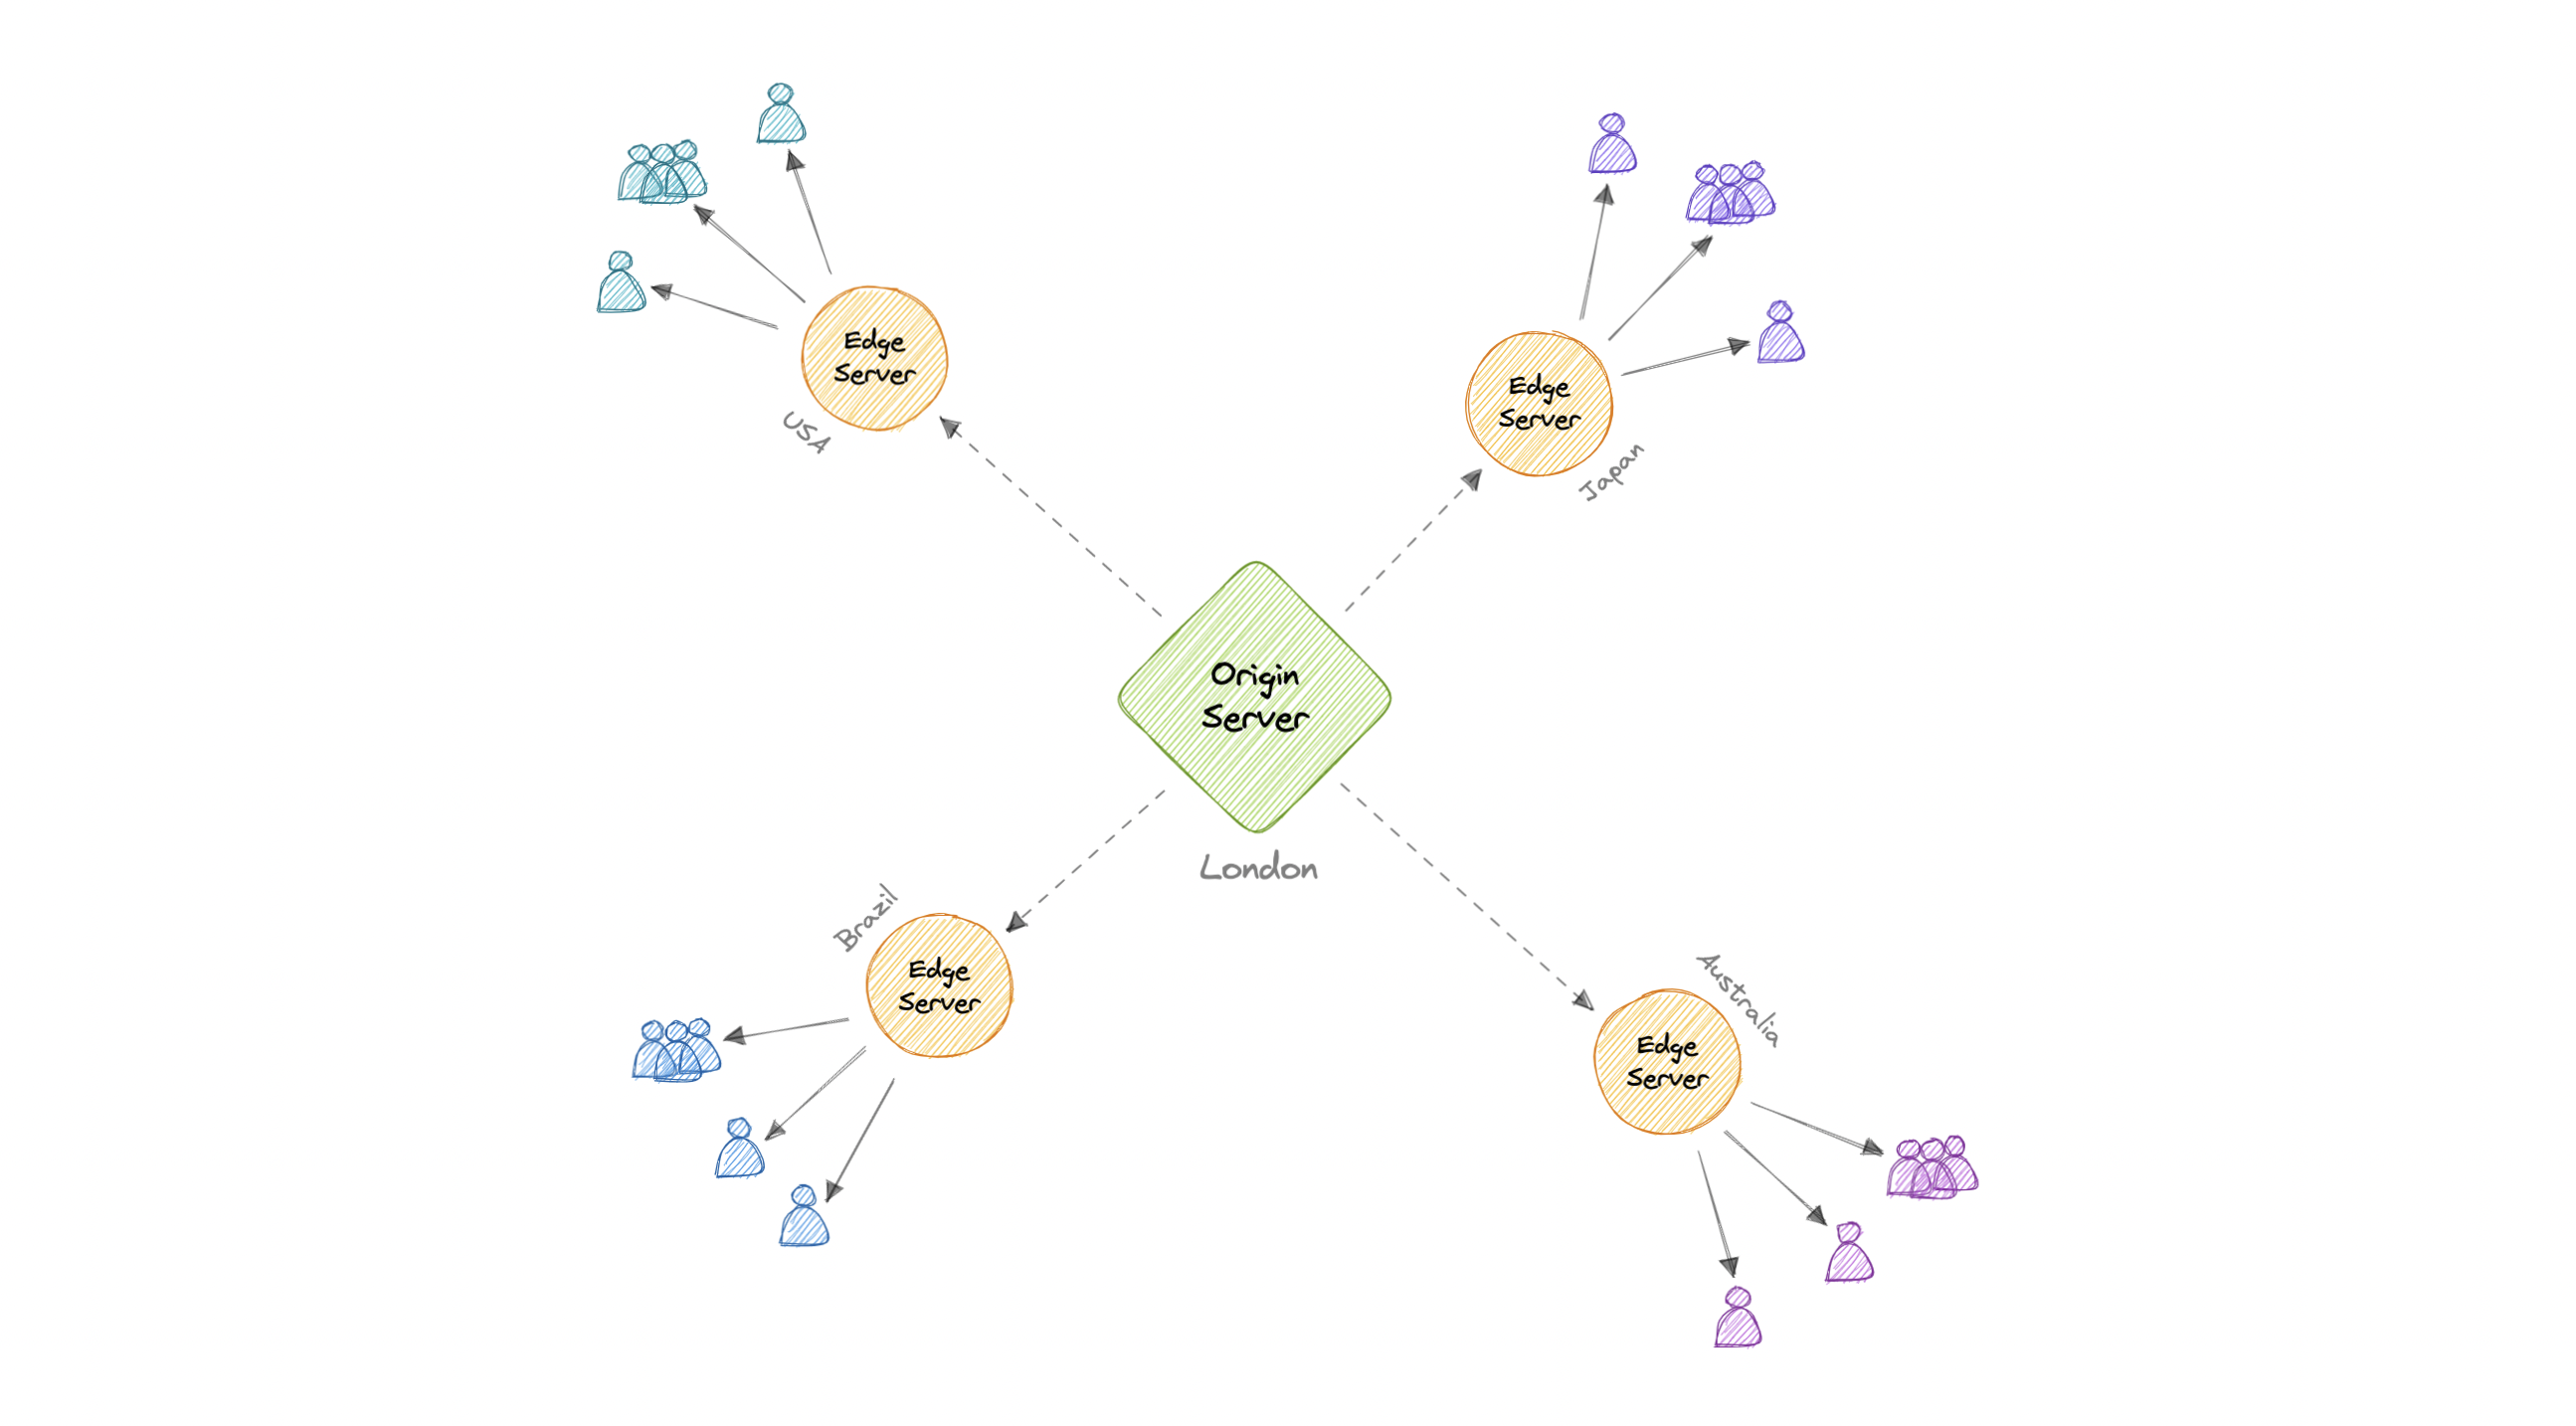 Edge
Server
USA
Edge
Server
Japan
Origin
Server
London
Brazil
Edge
Server
Australia
Edge
Server